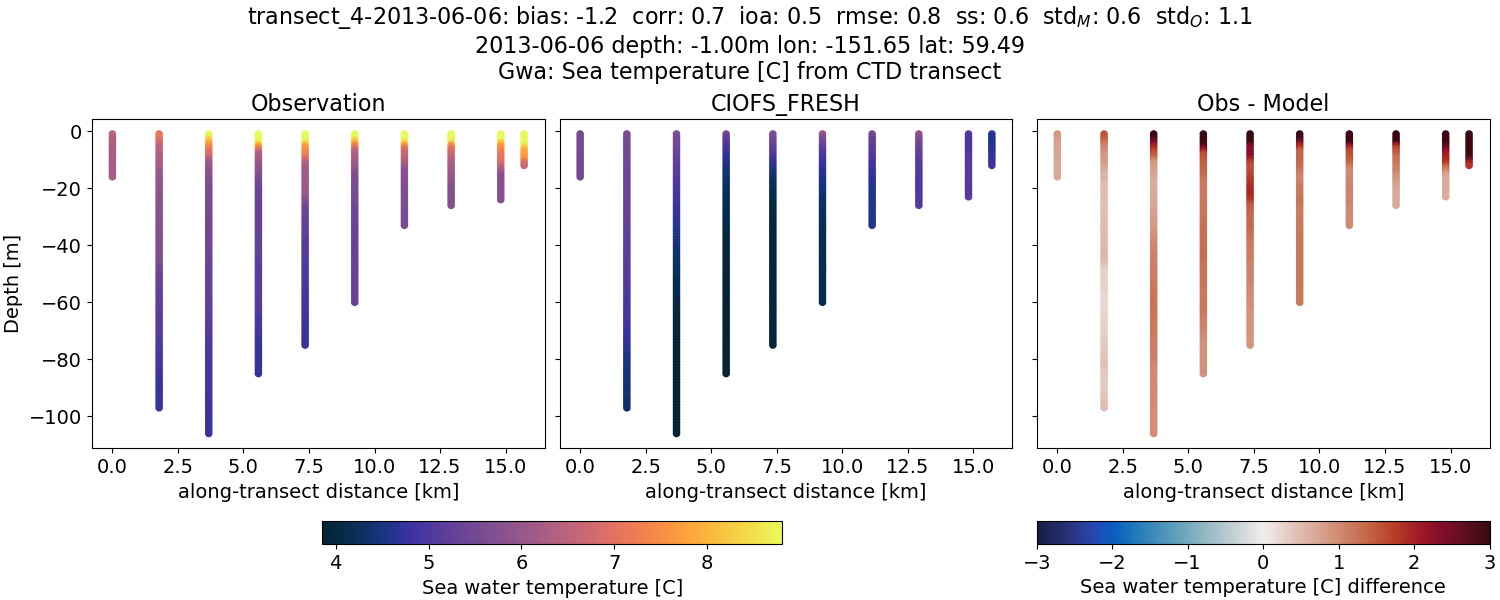 transect_4-2013-06-06: bias: -1.2 corr: 0.7 ioa: 0.5 rmse: 0.8 ss: 0.6 std_M: 0.6 std_O: 1.1
2013-06-06 depth: -1.00m lon: -151.65 lat: 59.49
Gwa: Sea temperature [C] from CTD transect
Observation
CIOFS_FRESH
Obs - Model
Depth [m]
0
−20
−40
−60
−80
−100
0.0 2.5 5.0 7.5 10.0 12.5 15.0
along-transect distance [km]
0.0 2.5 5.0 7.5 10.0 12.5 15.0
along-transect distance [km]
0.0 2.5 5.0 7.5 10.0 12.5 15.0
along-transect distance [km]
4 5 6 7 8
Sea water temperature [C]
−3 −2 −1 0 1 2 3
Sea water temperature [C] difference